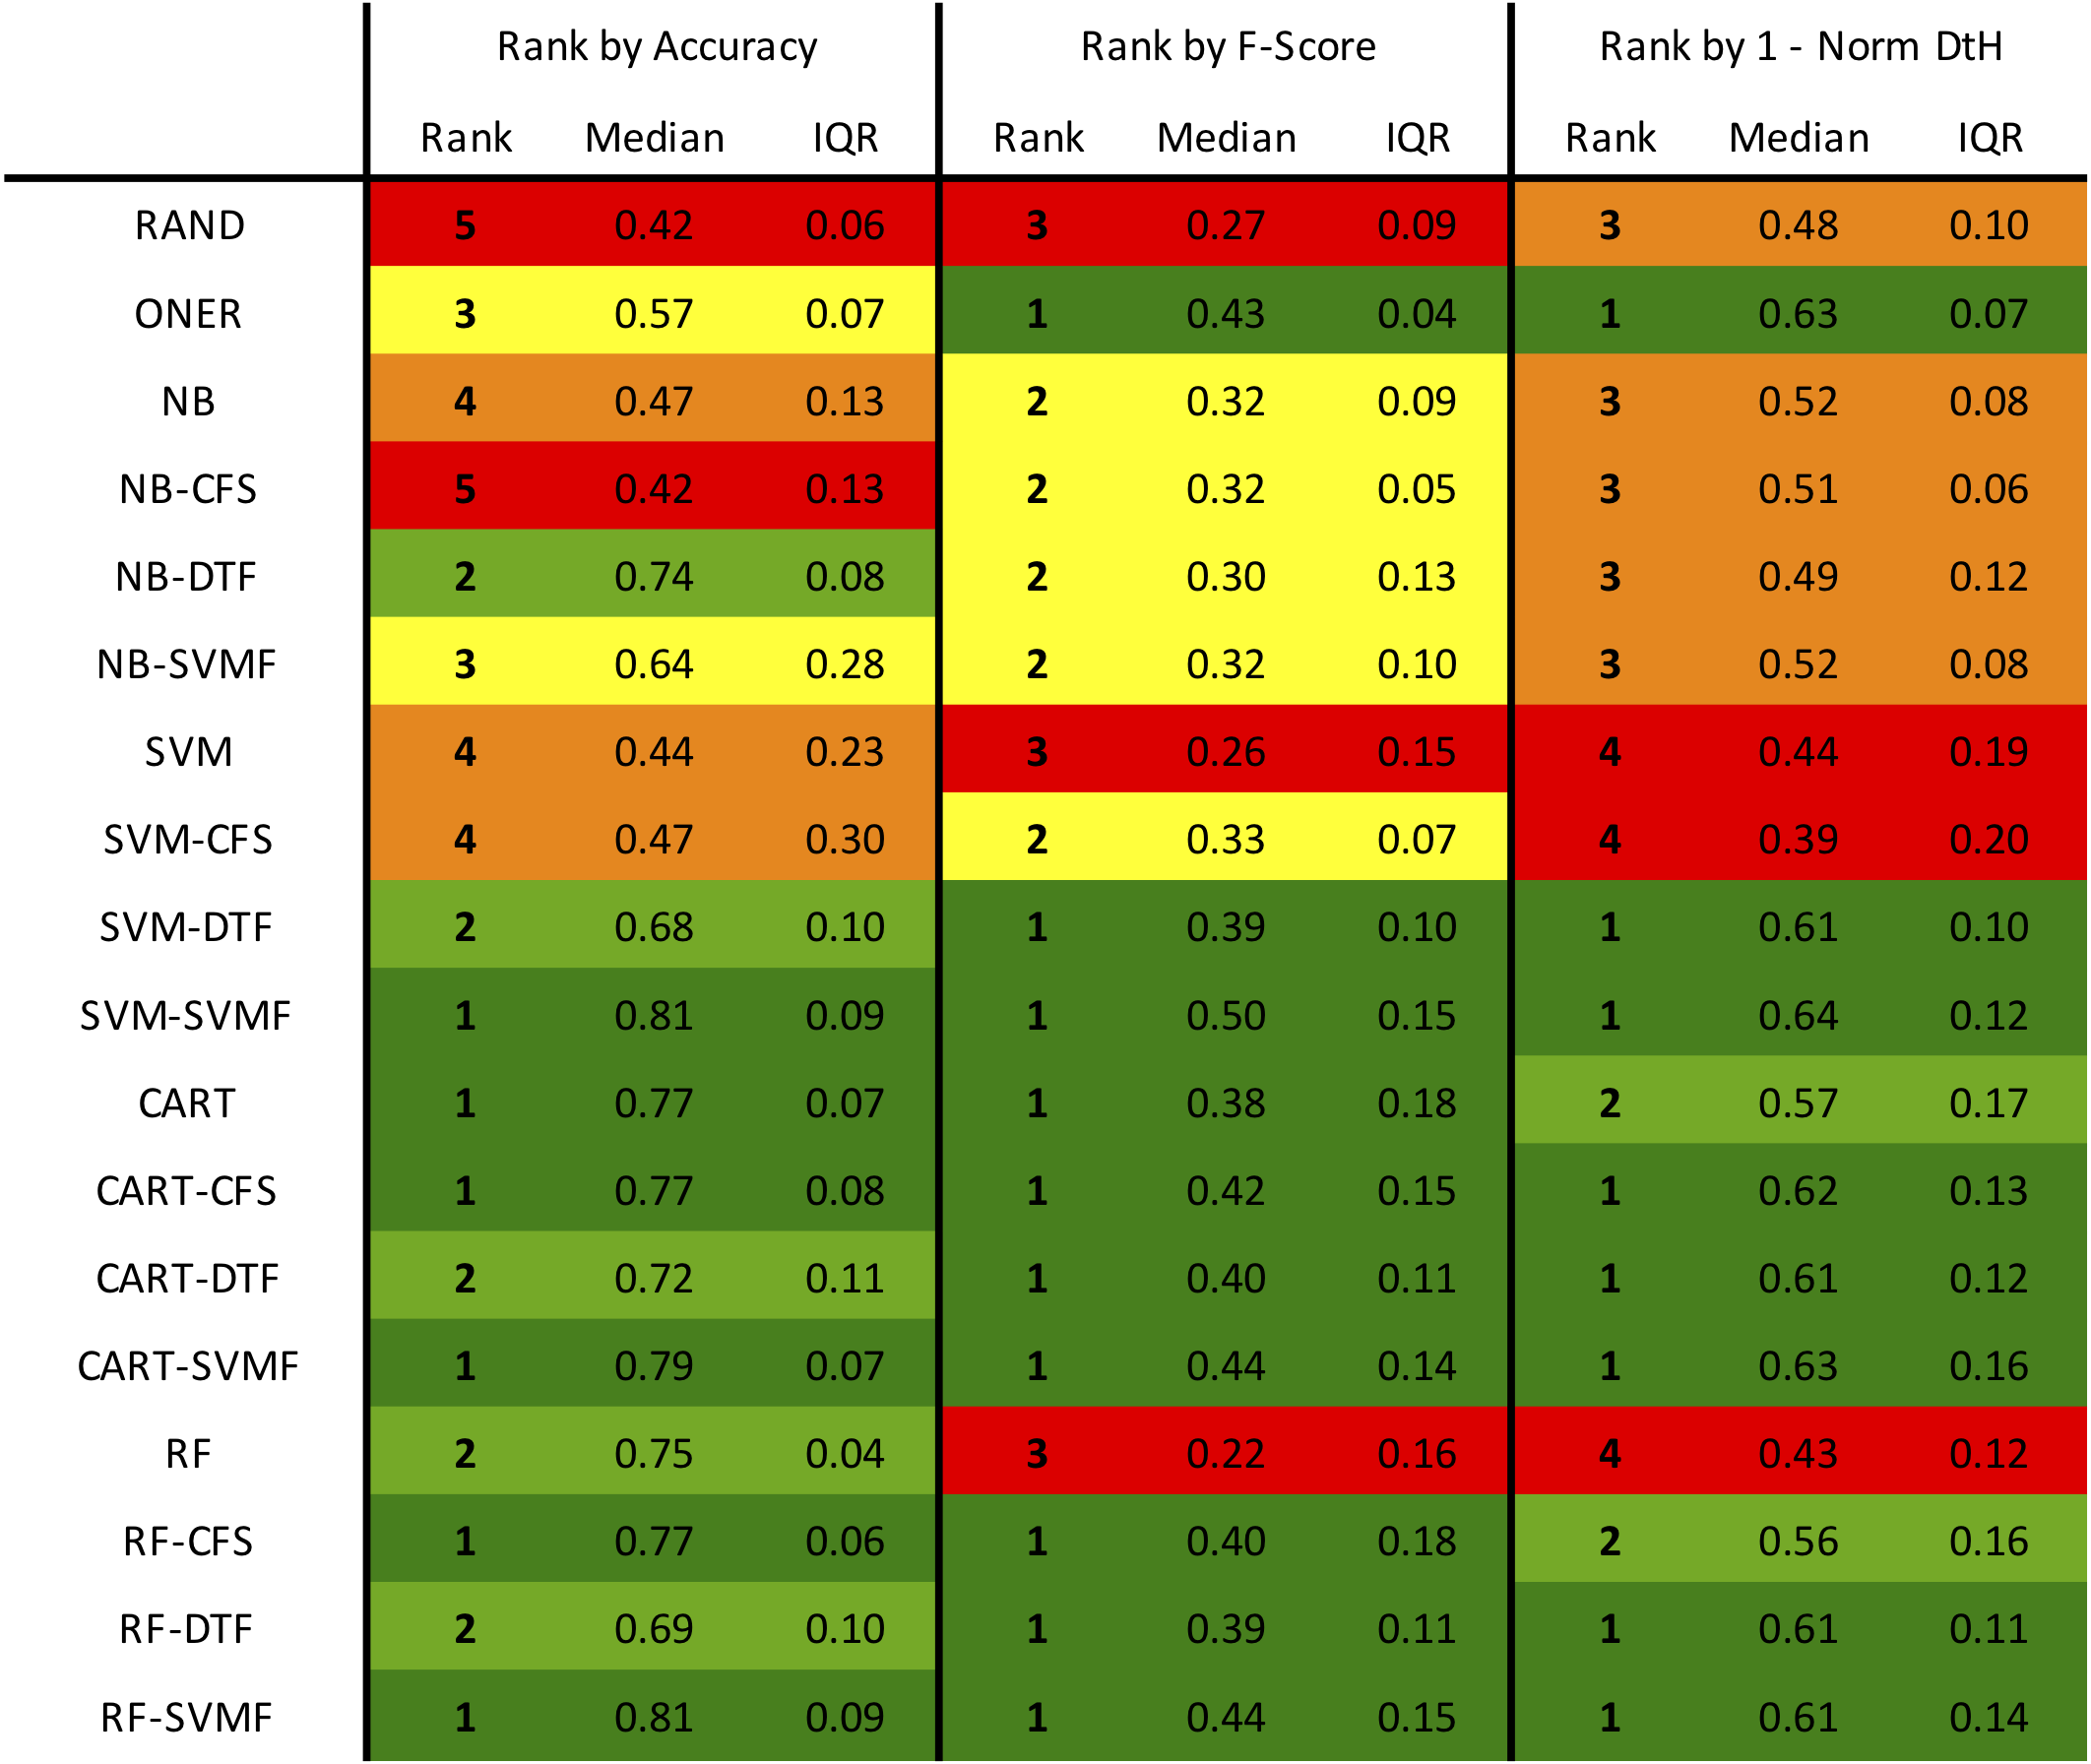 Rank by Accuracy Rank by F-Score Rank by 1 - Norm DtH
Rank Median IQR Rank Median IQR Rank Median IQR
RAND 5 0.42 0.06 3 0.27 0.09 3 0.48 0.10
ONER 3 0.57 0.07 1 0.43 0.04 1 0.63 0.07
NB 4 0.47 0.13 2 0.32 0.09 3 0.52 0.08
NB-CFS 5 0.42 0.13 2 0.32 0.05 3 0.51 0.06
NB-DTF 2 0.74 0.08 2 0.30 0.13 3 0.49 0.12
NB-SVMF 3 0.64 0.28 2 0.32 0.10 3 0.52 0.08
SVM 4 0.44 0.23 3 0.26 0.15 4 0.44 0.19
SVM-CFS 4 0.47 0.30 2 0.33 0.07 4 0.39 0.20
SVM-DTF 2 0.68 0.10 1 0.39 0.10 1 0.61 0.10
SVM-SVMF 1 0.81 0.09 1 0.50 0.15 1 0.64 0.12
CART 1 0.77 0.07 1 0.38 0.18 2 0.57 0.17
CART-CFS 1 0.77 0.08 1 0.42 0.15 1 0.62 0.13
CART-DTF 2 0.72 0.11 1 0.40 0.11 1 0.61 0.12
CART-SVMF 1 0.79 0.07 1 0.44 0.14 1 0.63 0.16
RF 2 0.75 0.04 3 0.22 0.16 4 0.43 0.12
RF-CFS 1 0.77 0.06 1 0.40 0.18 2 0.56 0.16
RF-DTF 2 0.69 0.10 1 0.39 0.11 1 0.61 0.11
RF-SVMF 1 0.81 0.09 1 0.44 0.15 1 0.61 0.14